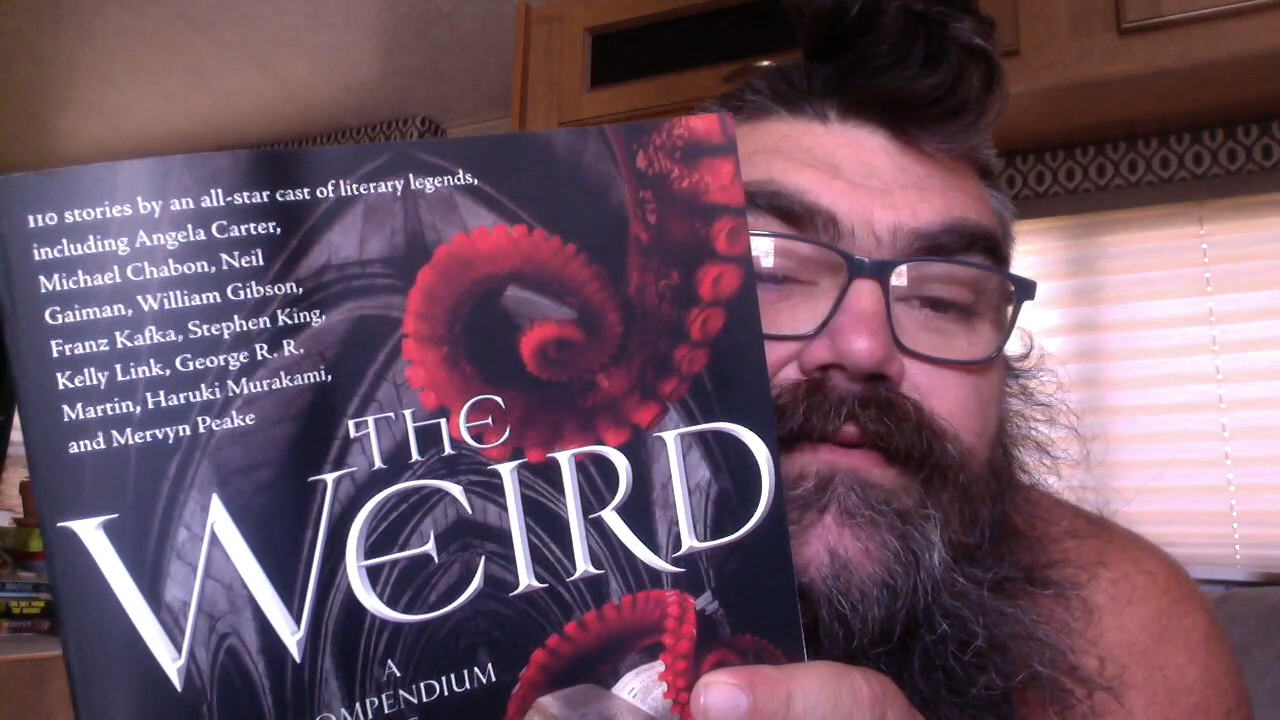 110 stories by an all-star cast of literary legends,
including Angela Carter,
Michael Chabon, Neil
Gaiman, William Gibson,
Franz Kafka, Stephen King,
Kelly Link, George R. R.
Martin, Haruki Murakami,
and Mervyn Peake
THE
WEIRD
A
OMPENDIUM